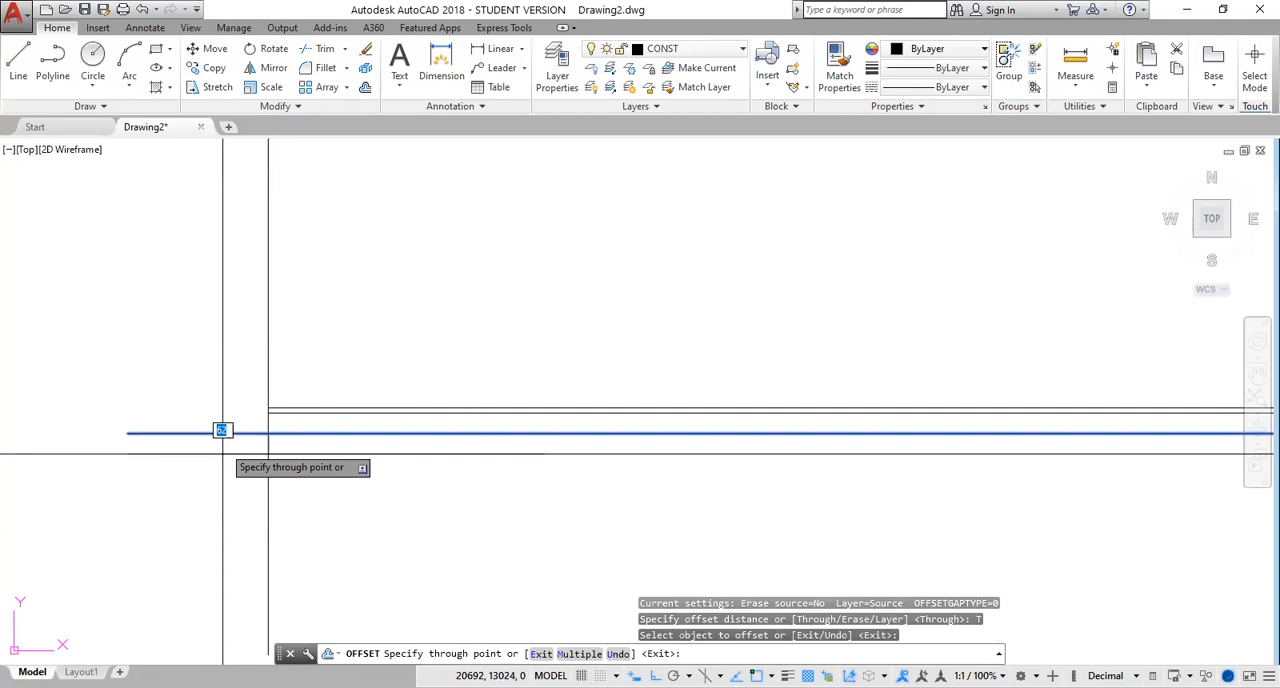 Autodesk AutoCAD 2018 - STUDENT VERSION Drawing2.dwg
Type a keyword or phrase
Sign In
Home Insert Annotate View Manage Output Add-ins A360 Featured Apps Express Tools
Line Polyline Circle Arc
Move Rotate Trim
Copy Mirror Fillet
Stretch Scale Array
Text Dimension
Linear
Leader
Table
Layer Properties
CONST
Make Current
Match Layer
Insert
Match Properties
ByLayer
ByLayer
ByLayer
Group
Measure
Paste
Base
Select Mode
Draw Modify Annotation Layers Block Properties Groups Utilities Clipboard View Touch
Start Drawing2*
[−][Top][2D Wireframe]
N
W TOP E
S
WCS
62
Specify through point or
Y
X
Current settings: Erase source=No Layer=Source OFFSETGAPTYPE=0
Specify offset distance or [Through/Erase/Layer] <Through>: T
Select object to offset or [Exit/Undo] <Exit>:
OFFSET Specify through point or [Exit Multiple Undo] <Exit>:
Model Layout1
20692, 13024, 0 MODEL 1:1 / 100% Decimal